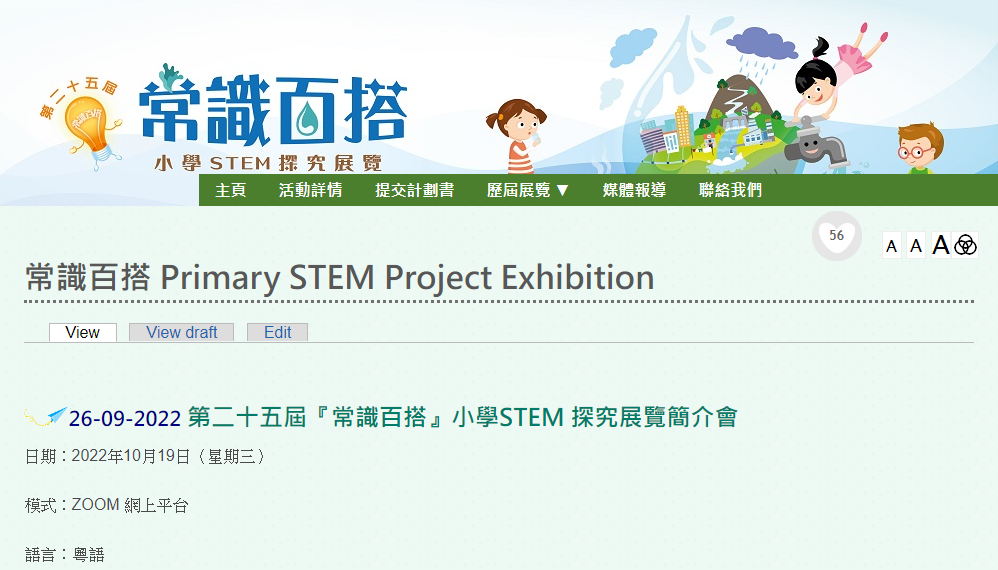 第二十五屆
常識百搭
小學STEM探究展覽
主頁 活動詳情 提交計劃書 歷屆展覽 ▼ 媒體報導 聯絡我們
56
A A A
常識百搭 Primary STEM Project Exhibition
View View draft Edit
26-09-2022 第二十五屆『常識百搭』小學STEM 探究展覽簡介會
日期：2022年10月19日（星期三）
模式：ZOOM 網上平台
語言：粵語